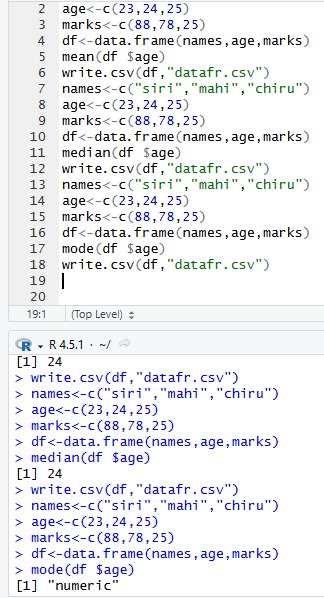 2 age<-c(23,24,25)
3 marks<-c(88,78,25)
4 df<-data.frame(names,age,marks)
5 mean(df $age)
6 write.csv(df,"datafr.csv")
7 names<-c("siri","mahi","chiru")
8 age<-c(23,24,25)
9 marks<-c(88,78,25)
10 df<-data.frame(names,age,marks)
11 median(df $age)
12 write.csv(df,"datafr.csv")
13 names<-c("siri","mahi","chiru")
14 age<-c(23,24,25)
15 marks<-c(88,78,25)
16 df<-data.frame(names,age,marks)
17 mode(df $age)
18 write.csv(df,"datafr.csv")
19
20
19:1 (Top Level)
R R 4.5.1 · ~/
[1] 24
> write.csv(df,"datafr.csv")
> names<-c("siri","mahi","chiru")
> age<-c(23,24,25)
> marks<-c(88,78,25)
> df<-data.frame(names,age,marks)
> median(df $age)
[1] 24
> write.csv(df,"datafr.csv")
> names<-c("siri","mahi","chiru")
> age<-c(23,24,25)
> marks<-c(88,78,25)
> df<-data.frame(names,age,marks)
> mode(df $age)
[1] "numeric"